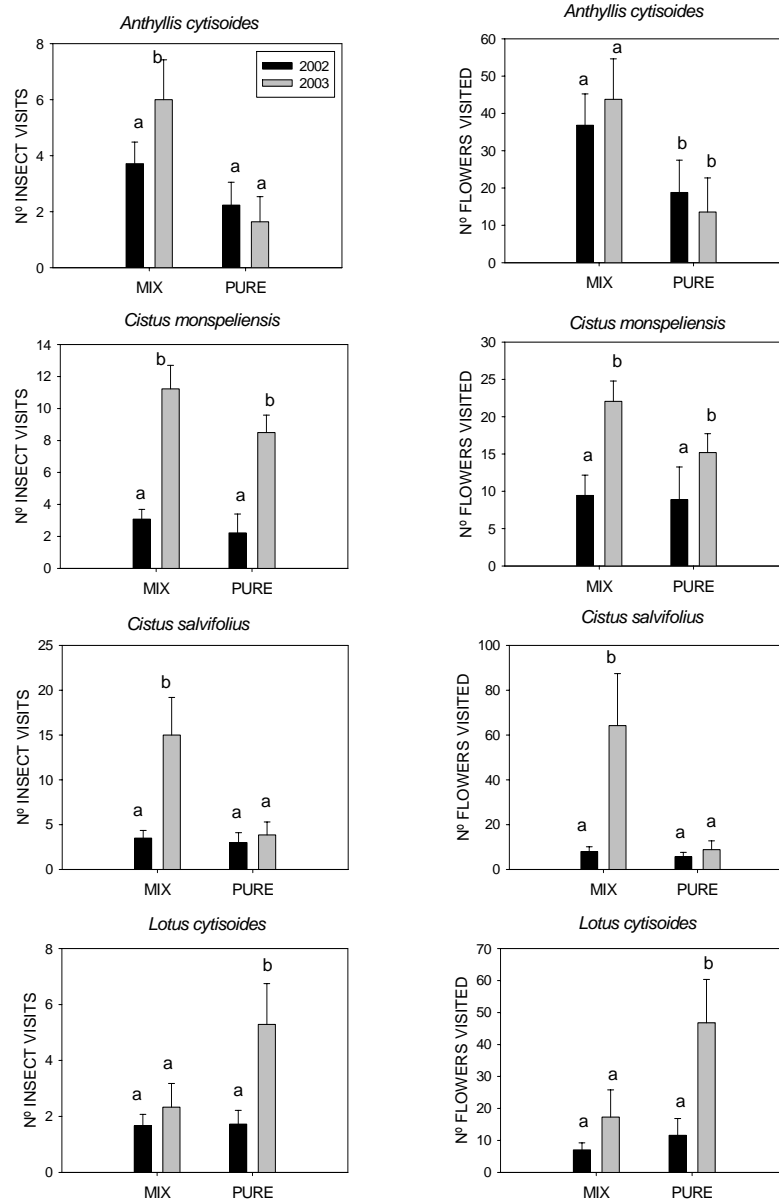 Anthyllis cytisoides
Nº INSECT VISITS
8
6
4
2
0
a
b
a
a
2002
2003
MIX
PURE
Anthyllis cytisoides
Nº FLOWERS VISITED
60
50
40
30
20
10
0
a
a
b
b
MIX
PURE
Cistus monspeliensis
Nº INSECT VISITS
14
12
10
8
6
4
2
0
a
b
a
b
MIX
PURE
Cistus monspeliensis
Nº FLOWERS VISITED
30
25
20
15
10
5
0
a
b
a
b
MIX
PURE
Cistus salvifolius
Nº INSECT VISITS
25
20
15
10
5
0
a
b
a
a
MIX
PURE
Cistus salvifolius
Nº FLOWERS VISITED
100
80
60
40
20
0
a
b
a
a
MIX
PURE
Lotus cytisoides
Nº INSECT VISITS
8
6
4
2
0
a
a
a
b
MIX
PURE
Lotus cytisoides
Nº FLOWERS VISITED
70
60
50
40
30
20
10
0
a
a
a
b
MIX
PURE